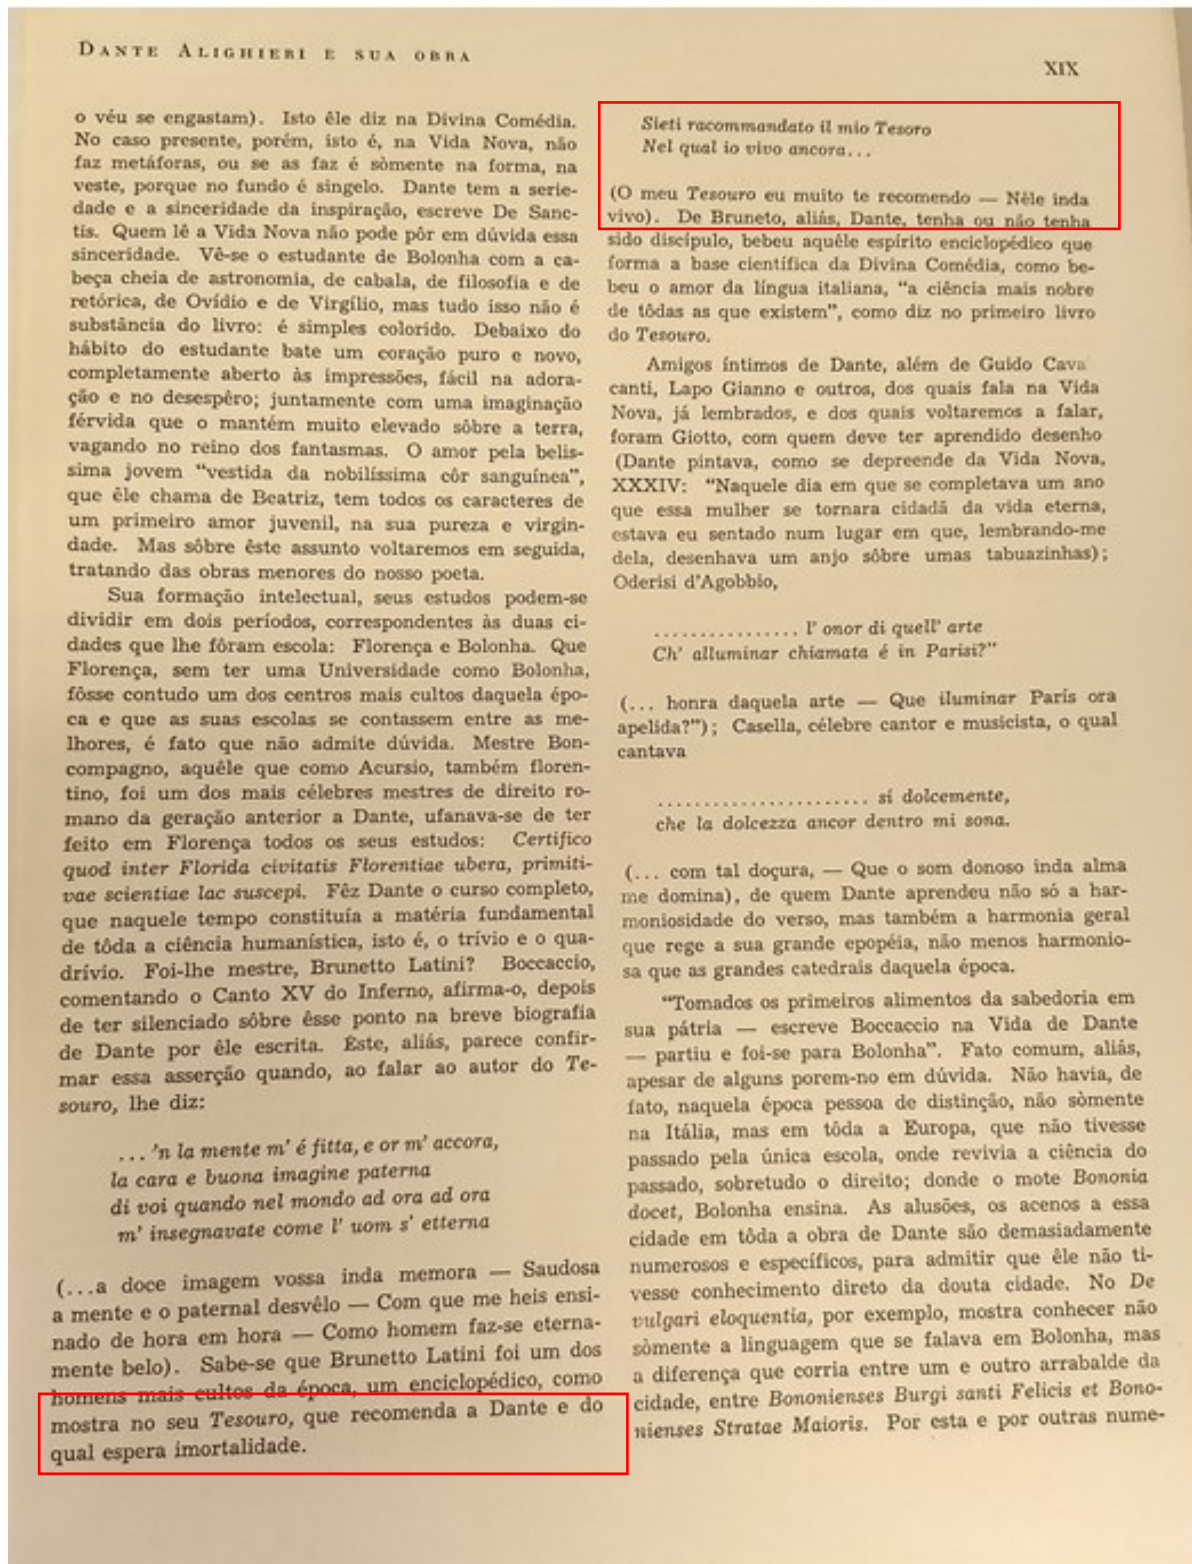 DANTE ALIGHIERI E SUA OBRA
XIX
o véu se engastam). Isto êle diz na Divina Comédia.
No caso presente, porém, isto é, na Vida Nova, não
faz metáforas, ou se as faz é sòmente na forma, na
veste, porque no fundo é singelo. Dante tem a serie-
dade e a sinceridade da inspiração, escreve De Sanc-
tis. Quem lê a Vida Nova não pode pôr em dúvida essa
sinceridade. Vê-se o estudante de Bolonha com a ca-
beça cheia de astronomia, de cabala, de filosofia e de
retórica, de Ovídio e de Virgílio, mas tudo isso não é
substância do livro: é simples colorido. Debaixo do
hábito do estudante bate um coração puro e novo,
completamente aberto às impressões, fácil na adora-
ção e no desespêro; juntamente com uma imaginação
férvida que o mantém muito elevado sôbre a terra,
vagando no reino dos fantasmas. O amor pela belis-
sima jovem “vestida da nobilíssima côr sanguínea”,
que êle chama de Beatriz, tem todos os caracteres de
um primeiro amor juvenil, na sua pureza e virgin-
dade. Mas sôbre êste assunto voltaremos em seguida,
tratando das obras menores do nosso poeta.
Sua formação intelectual, seus estudos podem-se
dividir em dois períodos, correspondentes às duas ci-
dades que lhe fôram escola: Florença e Bolonha. Que
Florença, sem ter uma Universidade como Bolonha,
fôsse contudo um dos centros mais cultos daquela épo-
ca e que as suas escolas se contassem entre as me-
lhores, é fato que não admite dúvida. Mestre Bon-
compagno, aquêle que como Acursio, também floren-
tino, foi um dos mais célebres mestres de direito ro-
mano da geração anterior a Dante, ufanava-se de ter
feito em Florença todos os seus estudos: Certifico
quod inter Florida civitatis Florentiae ubera, primiti-
vae scientiae lac suscepi. Fêz Dante o curso completo,
que naquele tempo constituía a matéria fundamental
de tôda a ciência humanística, isto é, o trívio e o qua-
drívio. Foi-lhe mestre, Brunetto Latini? Boccaccio,
comentando o Canto XV do Inferno, afirma-o, depois
de ter silenciado sôbre êsse ponto na breve biografia
de Dante por êle escrita. Éste, aliás, parece confir-
mar essa asserção quando, ao falar ao autor do Te-
souro, lhe diz:
... 'n la mente m' é fitta, e or m' accora,
la cara e buona imagine paterna
di voi quando nel mondo ad ora ad ora
m' insegnavate come l' uom s' etterna
(...a doce imagem vossa inda memora — Saudosa
a mente e o paternal desvêlo — Com que me heis ensi-
nado de hora em hora — Como homem faz-se eterna-
mente belo). Sabe-se que Brunetto Latini foi um dos
homens mais cultos da época, um enciclopédico, como
mostra no seu Tesouro, que recomenda a Dante e do
qual espera imortalidade.
Sieti racommandato il mio Tesoro
Nel qual io vivo ancora...
(O meu Tesouro eu muito te recomendo — Nêle inda
vivo). De Bruneto, aliás, Dante, tenha ou não tenha
sido discípulo, bebeu aquêle espírito enciclopédico que
forma a base científica da Divina Comédia, como be-
beu o amor da língua italiana, “a ciência mais nobre
de tôdas as que existem”, como diz no primeiro livro
do Tesouro.
Amigos íntimos de Dante, além de Guido Cava
canti, Lapo Gianno e outros, dos quais fala na Vida
Nova, já lembrados, e dos quais voltaremos a falar,
foram Giotto, com quem deve ter aprendido desenho
(Dante pintava, como se depreende da Vida Nova,
XXXIV: “Naquele dia em que se completava um ano
que essa mulher se tornara cidadã da vida eterna,
estava eu sentado num lugar em que, lembrando-me
dela, desenhava um anjo sôbre umas tabuazinhas);
Oderisi d'Agobbio,
................ l' onor di quell' arte
Ch' alluminar chiamata é in Parisi?”
(... honra daquela arte — Que iluminar París ora
apelida?”); Casella, célebre cantor e musicista, o qual
cantava
....................... sí dolcemente,
che la dolcezza ancor dentro mi sona.
(... com tal doçura, — Que o som donoso inda alma
me domina), de quem Dante aprendeu não só a har-
moniosidade do verso, mas também a harmonia geral
que rege a sua grande epopéia, não menos harmonio-
sa que as grandes catedrais daquela época.
“Tomados os primeiros alimentos da sabedoria em
sua pátria — escreve Boccaccio na Vida de Dante
— partiu e foi-se para Bolonha”. Fato comum, aliás,
apesar de alguns porem-no em dúvida. Não havia, de
fato, naquela época pessoa de distinção, não sòmente
na Itália, mas em tôda a Europa, que não tivesse
passado pela única escola, onde revivia a ciência do
passado, sobretudo o direito; donde o mote Bononia
docet, Bolonha ensina. As alusões, os acenos a essa
cidade em tôda a obra de Dante são demasiadamente
numerosos e específicos, para admitir que êle não ti-
vesse conhecimento direto da douta cidade. No De
vulgari eloquentia, por exemplo, mostra conhecer não
sòmente a linguagem que se falava em Bolonha, mas
a diferença que corria entre um e outro arrabalde da
cidade, entre Bononienses Burgi santi Felicis et Bono-
nienses Stratae Maioris. Por esta e por outras nume-